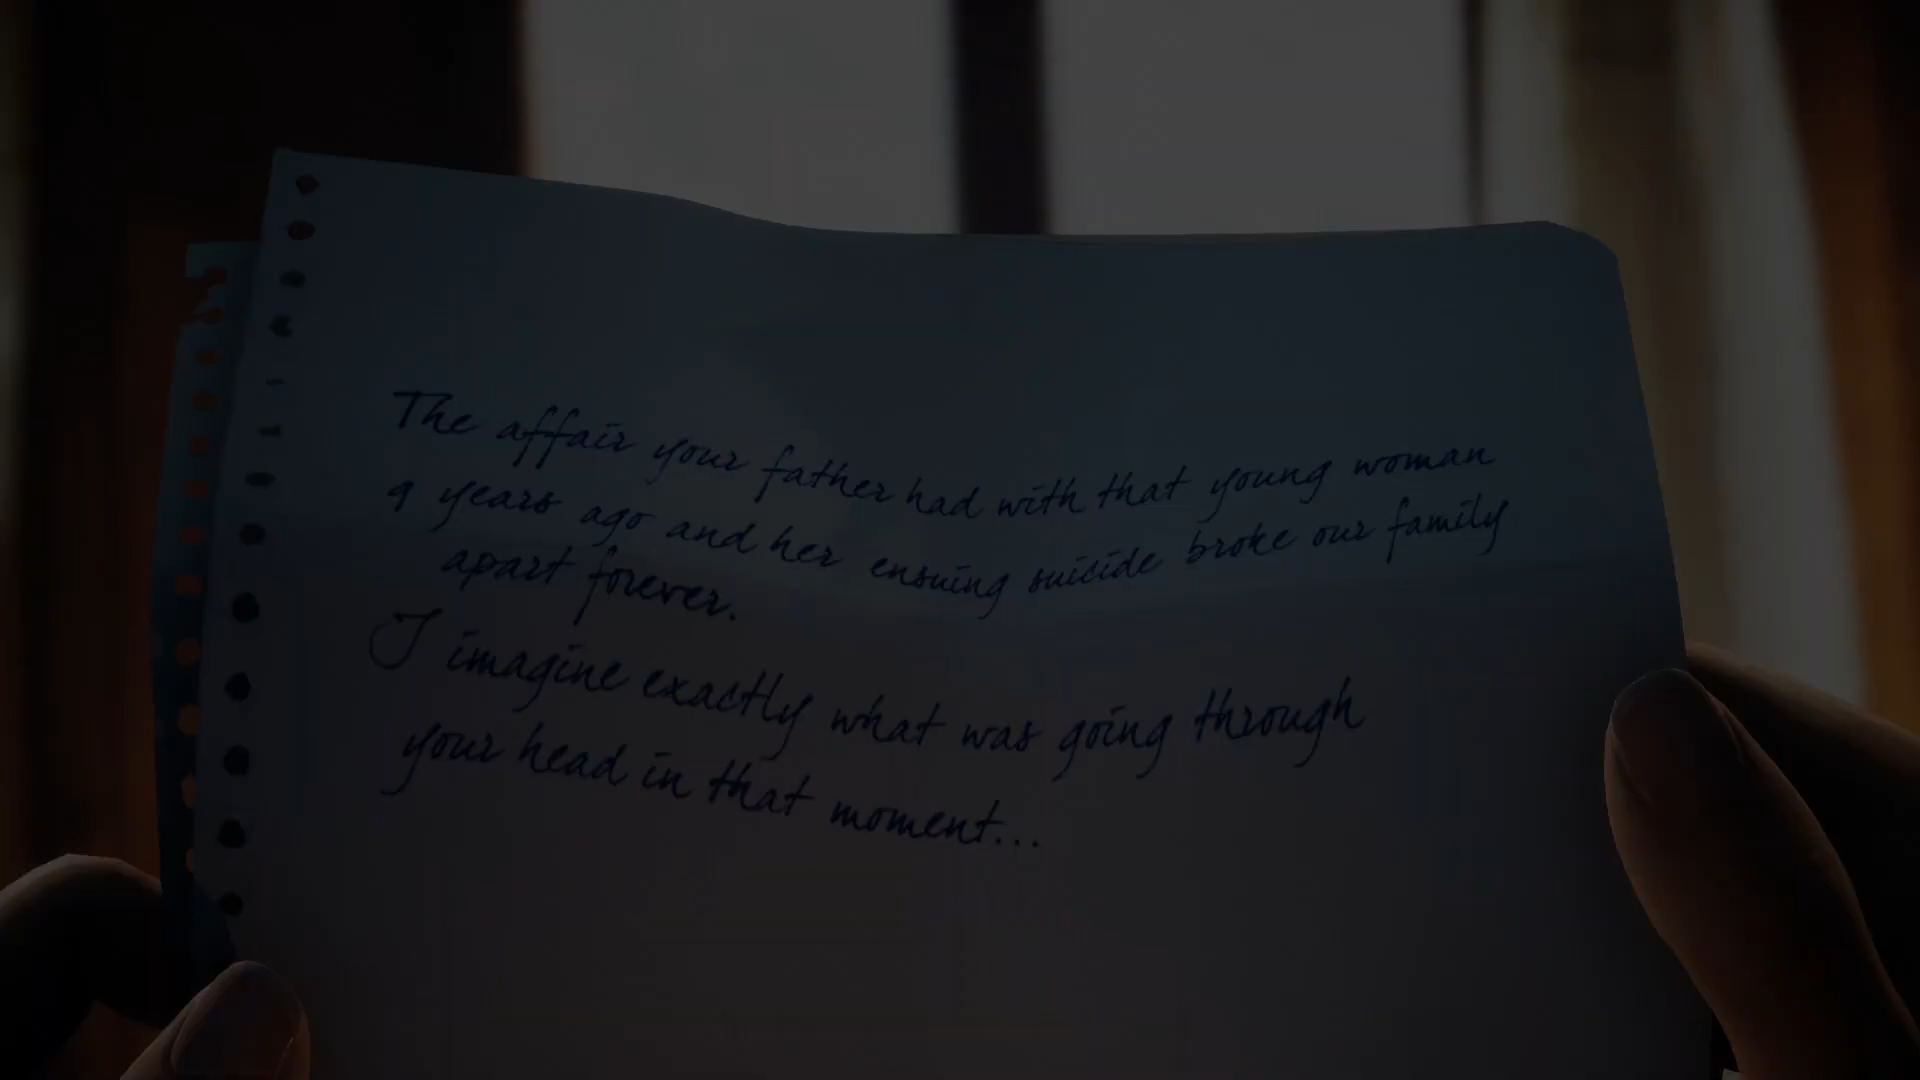 The affair your father had with that young woman
9 years ago and her ensuing suicide broke our family
apart forever.
I imagine exactly what was going through
your head in that moment...